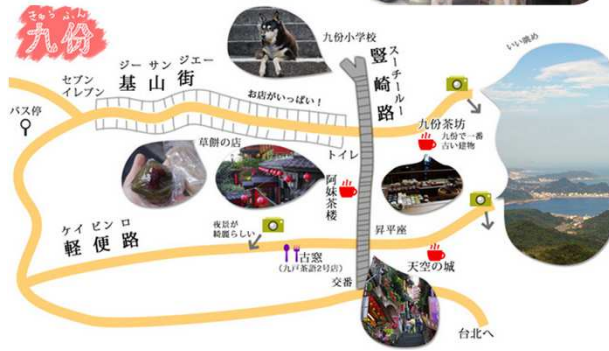 きゅうふん
九份
九份小学校
いい眺め
セブン
イレブン
ジー サン ジエー
基山街
お店がいっぱい！
スーチールー
豎崎路
バス停
九份茶坊
九份で一番
古い建物
トイレ
草餅の店
阿妹茶楼
ケイ ビン ロ
軽便路
夜景が
綺麗らしい
昇平座
古窓
（九戸茶語2号店）
天空の城
交番
台北へ